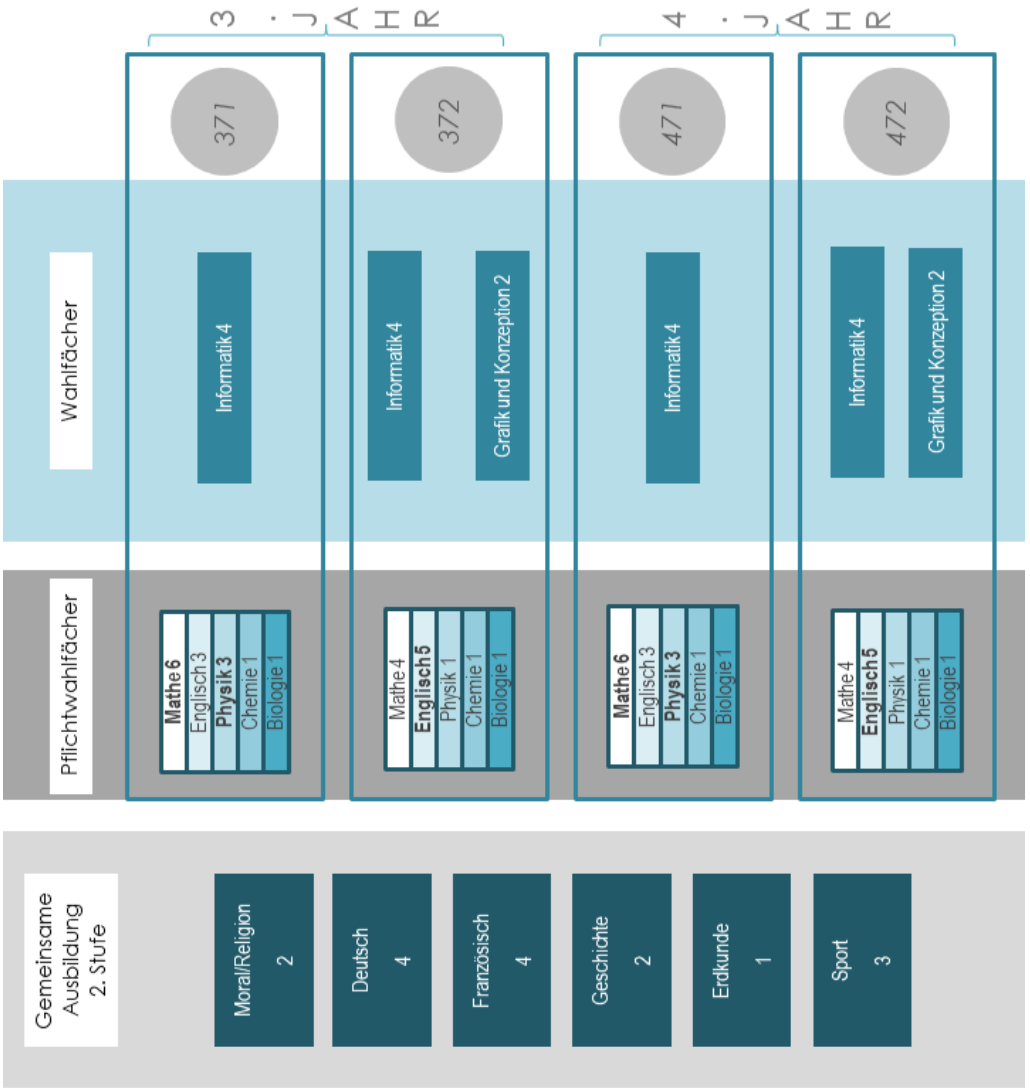 Gemeinsame
Ausbildung
2. Stufe
Moral/Religion
2
Deutsch
4
Französisch
4
Geschichte
2
Erdkunde
1
Sport
3
Pflichtwahlfächer
Mathe 6
Englisch 3
Physik 3
Chemie 1
Biologie 1
Mathe 4
Englisch 5
Physik 1
Chemie 1
Biologie 1
Mathe 6
Englisch 3
Physik 3
Chemie 1
Biologie 1
Mathe 4
Englisch 5
Physik 1
Chemie 1
Biologie 1
Wahlfächer
Informatik 4
Informatik 4
Grafik und Konzeption 2
Informatik 4
Informatik 4
Grafik und Konzeption 2
371
372
471
472
3. JAHR
4. JAHR